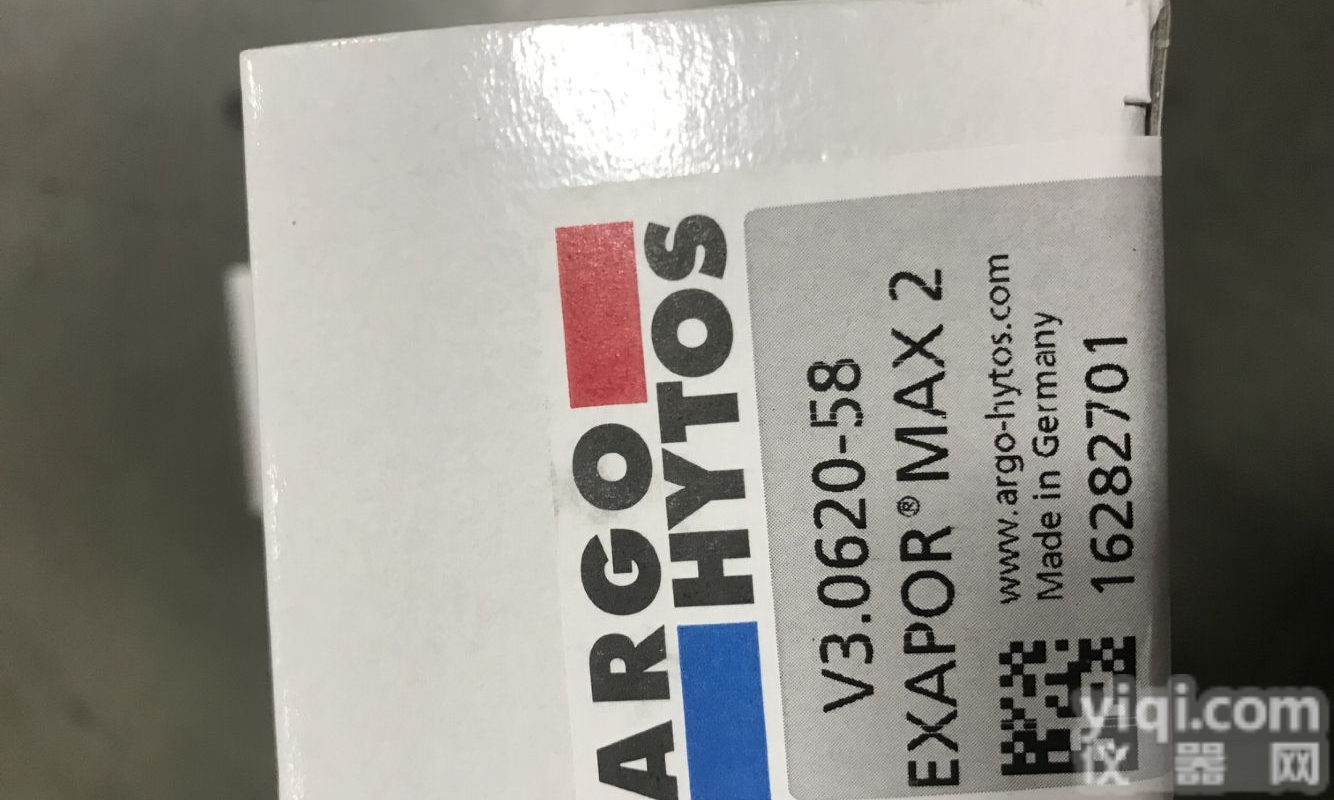 ARGO
HYTOS
V3.0620-58
EXAPOR® MAX 2
www.argo-hytos.com
Made in Germany
16282701
yiqi.com
仪器网